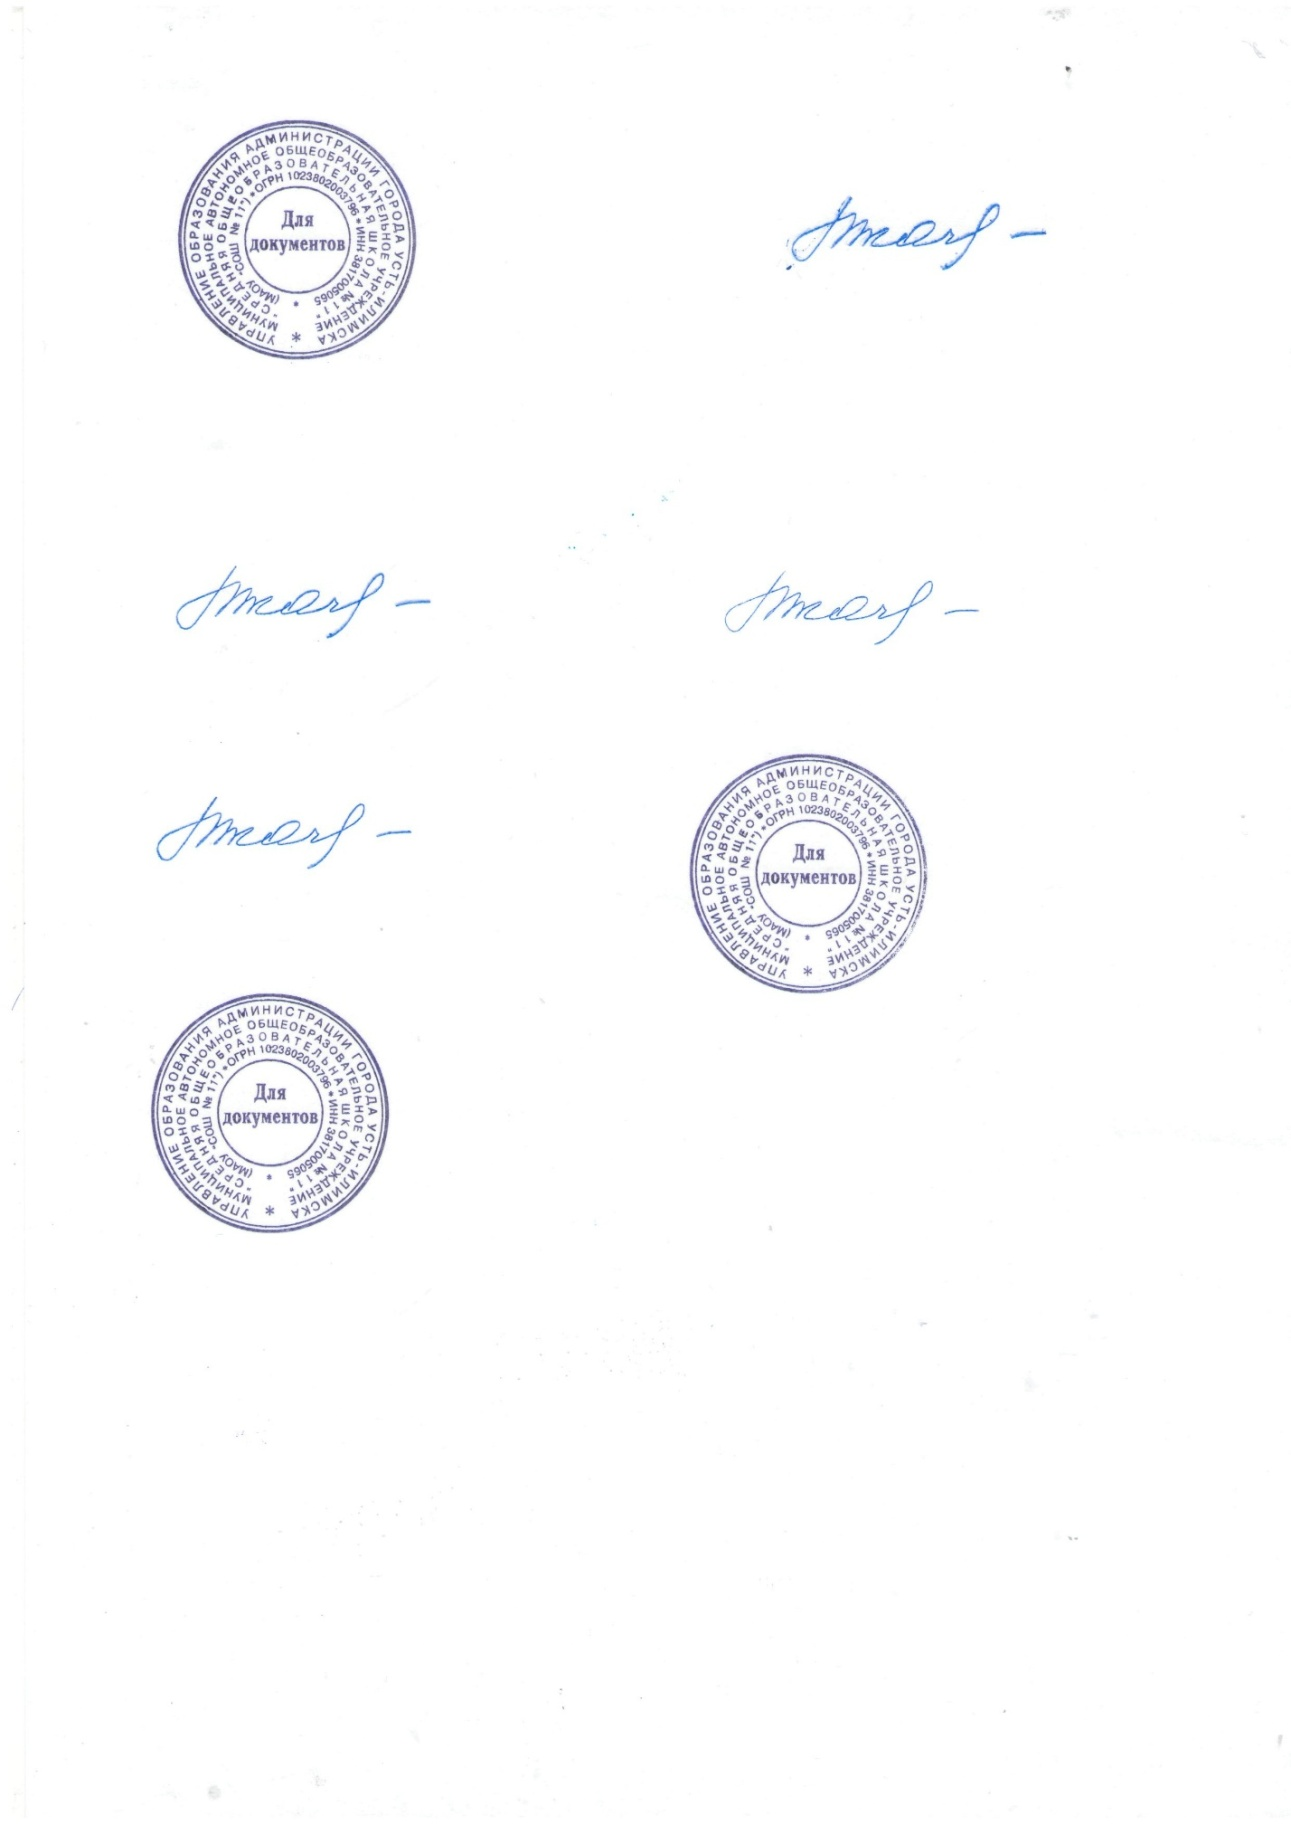 УПРАВЛЕНИЕ ОБРАЗОВАНИЯ АДМИНИСТРАЦИИ ГОРОДА УСТЬ-ИЛИМСКА *
МУНИЦИПАЛЬНОЕ АВТОНОМНОЕ ОБЩЕОБРАЗОВАТЕЛЬНОЕ УЧРЕЖДЕНИЕ
"СРЕДНЯЯ ОБЩЕОБРАЗОВАТЕЛЬНАЯ ШКОЛА № 11"
(МАОУ "СОШ № 11") * ОГРН 1023802003796 * ИНН 3817005065 *
Для
документов
УПРАВЛЕНИЕ ОБРАЗОВАНИЯ АДМИНИСТРАЦИИ ГОРОДА УСТЬ-ИЛИМСКА *
МУНИЦИПАЛЬНОЕ АВТОНОМНОЕ ОБЩЕОБРАЗОВАТЕЛЬНОЕ УЧРЕЖДЕНИЕ
"СРЕДНЯЯ ОБЩЕОБРАЗОВАТЕЛЬНАЯ ШКОЛА № 11"
(МАОУ "СОШ № 11") * ОГРН 1023802003796 * ИНН 3817005065 *
Для
документов
УПРАВЛЕНИЕ ОБРАЗОВАНИЯ АДМИНИСТРАЦИИ ГОРОДА УСТЬ-ИЛИМСКА *
МУНИЦИПАЛЬНОЕ АВТОНОМНОЕ ОБЩЕОБРАЗОВАТЕЛЬНОЕ УЧРЕЖДЕНИЕ
"СРЕДНЯЯ ОБЩЕОБРАЗОВАТЕЛЬНАЯ ШКОЛА № 11"
(МАОУ "СОШ № 11") * ОГРН 1023802003796 * ИНН 3817005065 *
Для
документов